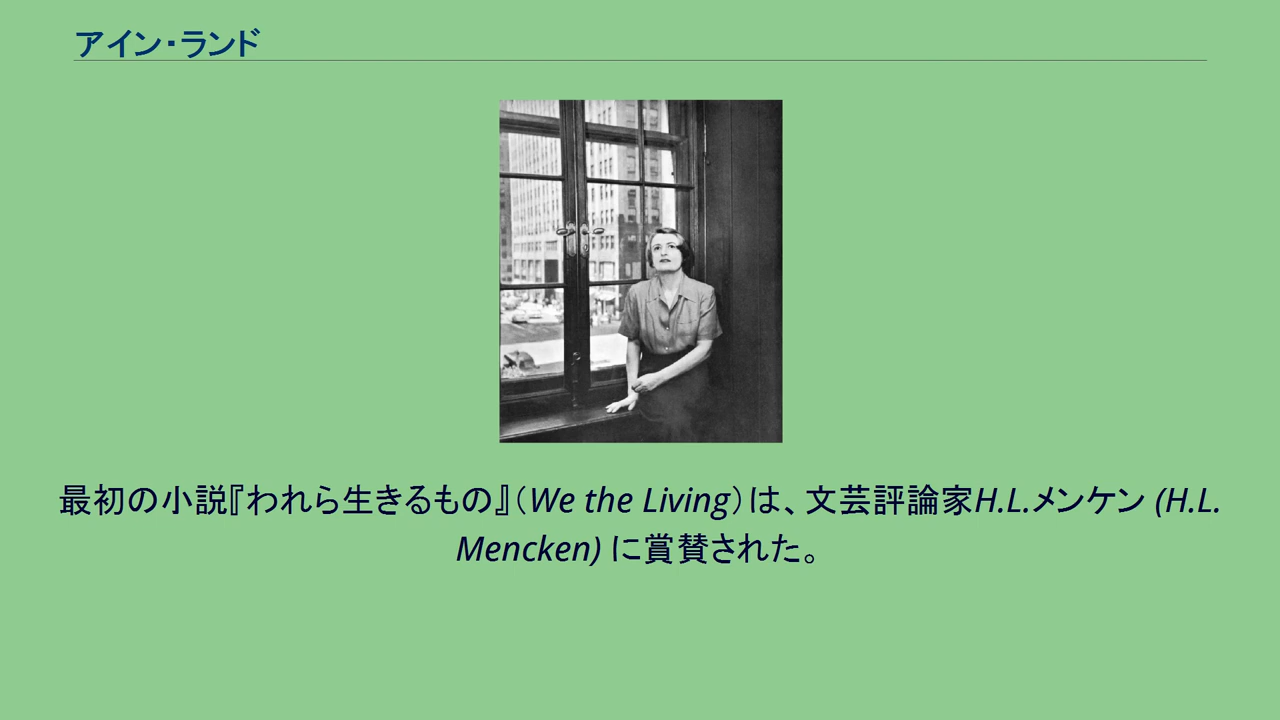 アイン・ランド
最初の小説『われら生きるもの』（We the Living）は、文芸評論家H.L.メンケン (H.L.
Mencken) に賞賛された。